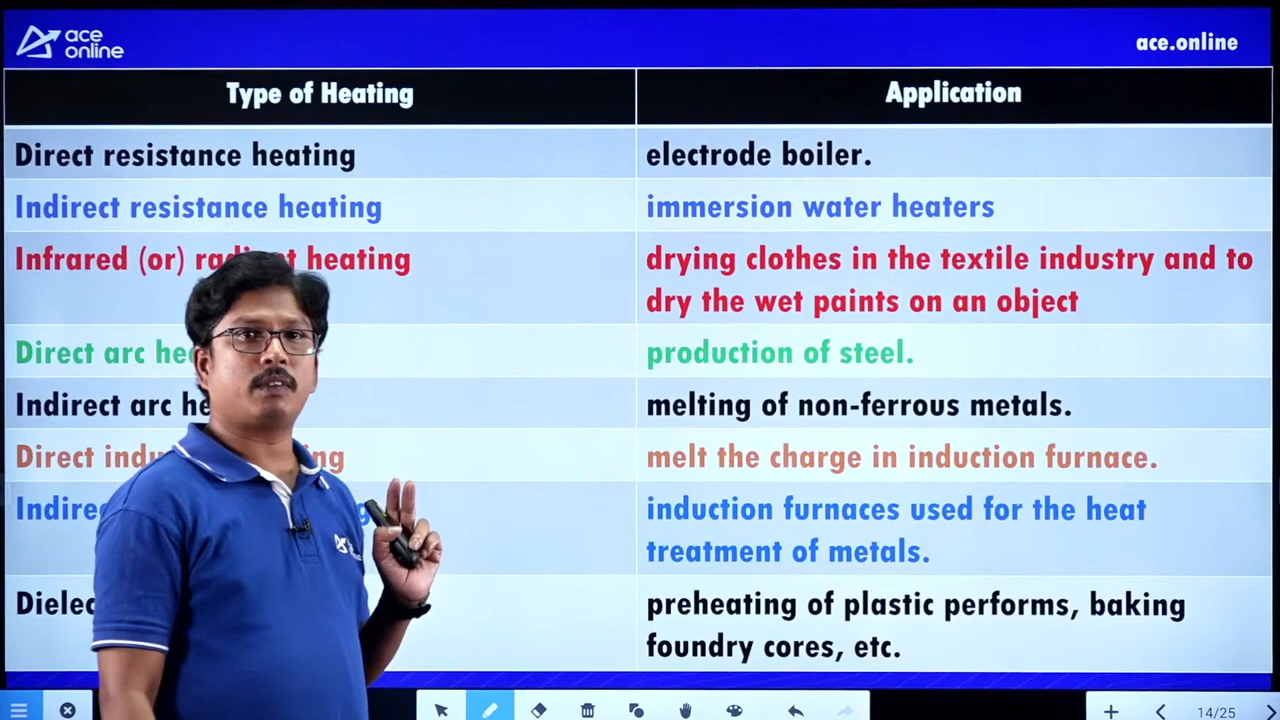 ace
online
ace.online
Type of Heating
Application
Direct resistance heating
electrode boiler.
Indirect resistance heating
immersion water heaters
Infrared (or) heating
drying clothes in the textile industry and to
dry the wet paints on an object
Direct arc
production of steel.
Indirect arc
melting of non-ferrous metals.
Direct
melt the charge in induction furnace.
induction furnaces used for the heat
treatment of metals.
preheating of plastic performs, baking
foundry cores, etc.
14/25